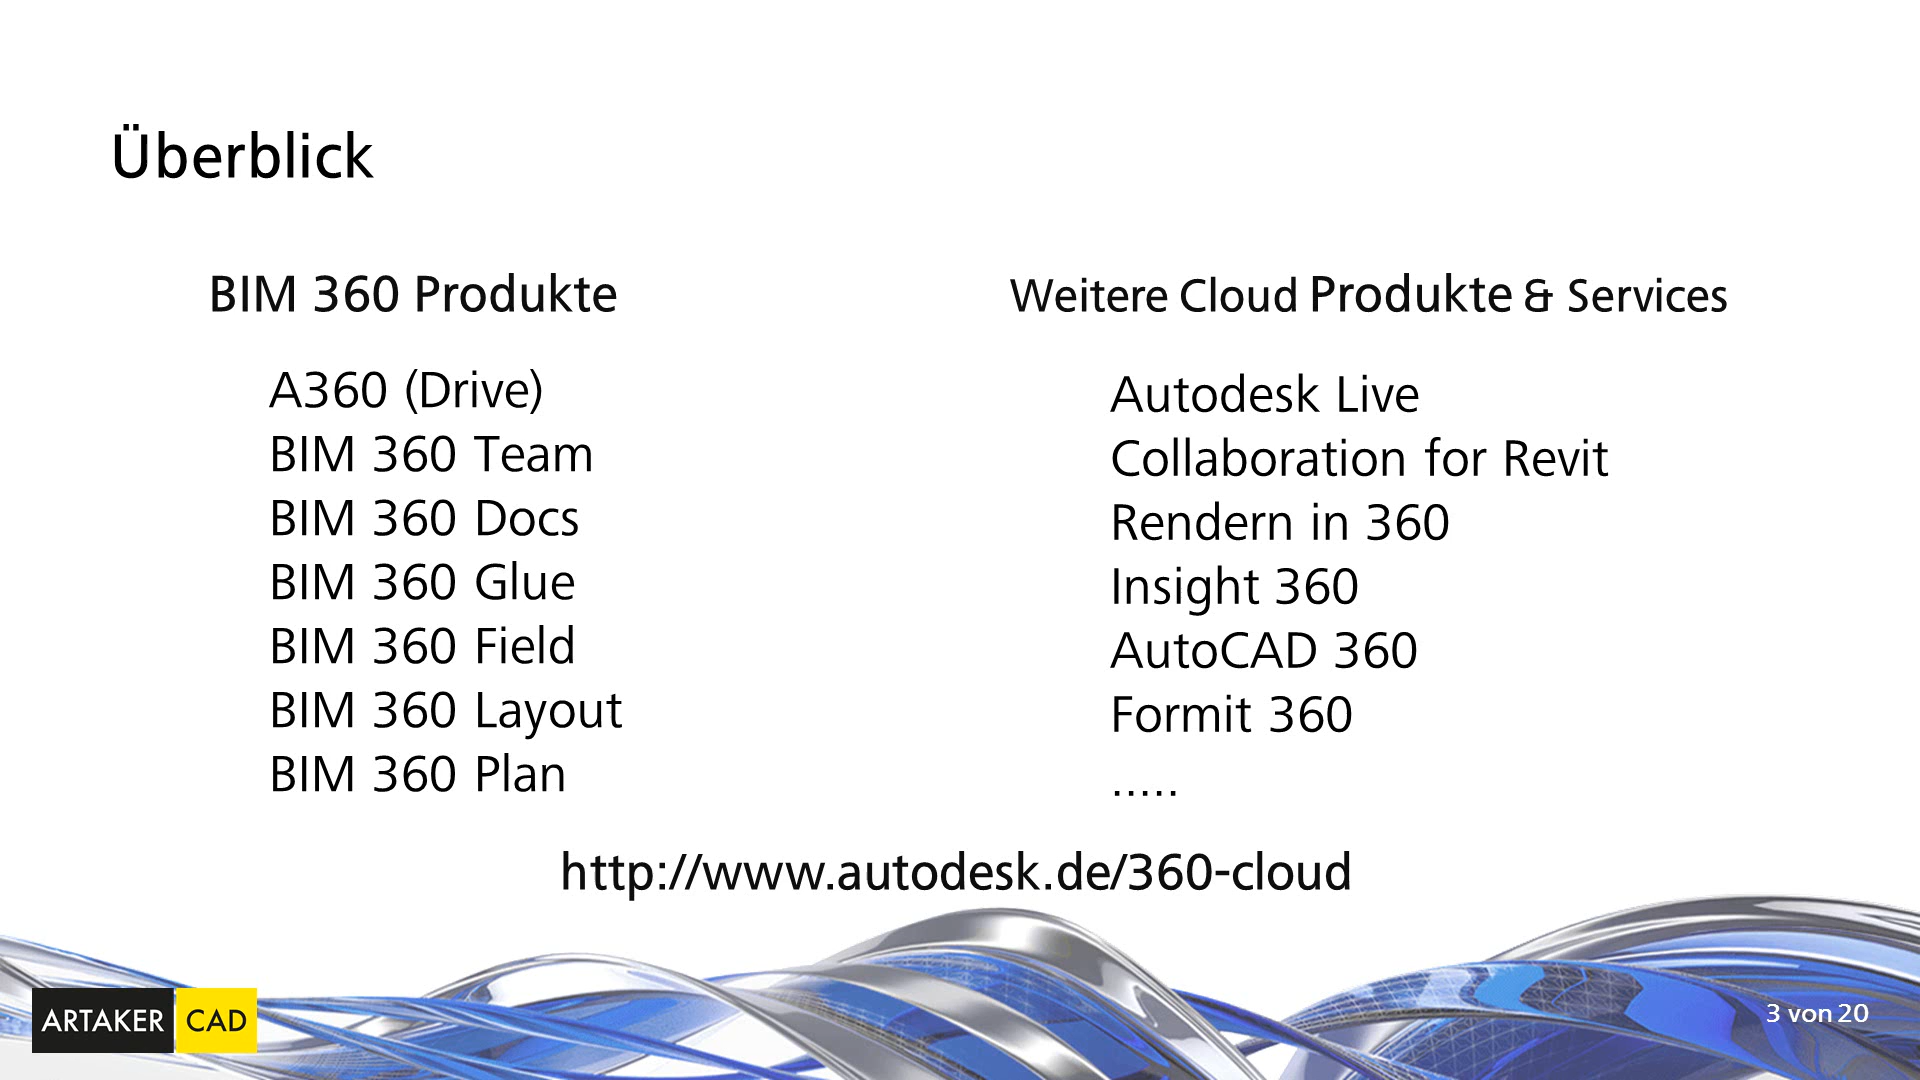 Überblick
BIM 360 Produkte
A360 (Drive)
BIM 360 Team
BIM 360 Docs
BIM 360 Glue
BIM 360 Field
BIM 360 Layout
BIM 360 Plan
Weitere Cloud Produkte & Services
Autodesk Live
Collaboration for Revit
Rendern in 360
Insight 360
AutoCAD 360
Formit 360
.....
http://www.autodesk.de/360-cloud
ARTAKER CAD
3 von 20